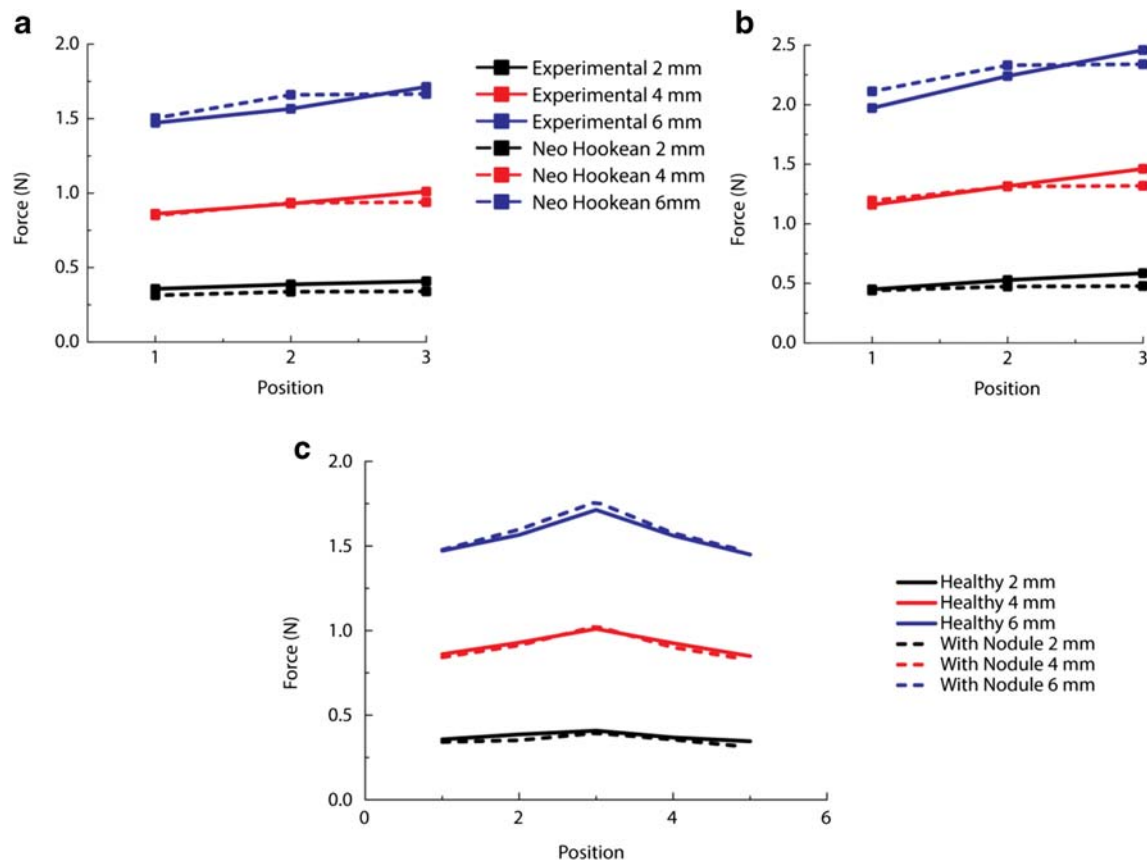 a
2.0
1.5
1.0
0.5
0.0
Force (N)
1 2 3
Position
Experimental 2 mm
Experimental 4 mm
Experimental 6 mm
Neo Hookean 2 mm
Neo Hookean 4 mm
Neo Hookean 6mm
b
2.5
2.0
1.5
1.0
0.5
0.0
Force (N)
1 2 3
Position
c
2.0
1.5
1.0
0.5
0.0
Force (N)
0 2 4 6
Position
Healthy 2 mm
Healthy 4 mm
Healthy 6 mm
With Nodule 2 mm
With Nodule 4 mm
With Nodule 6 mm